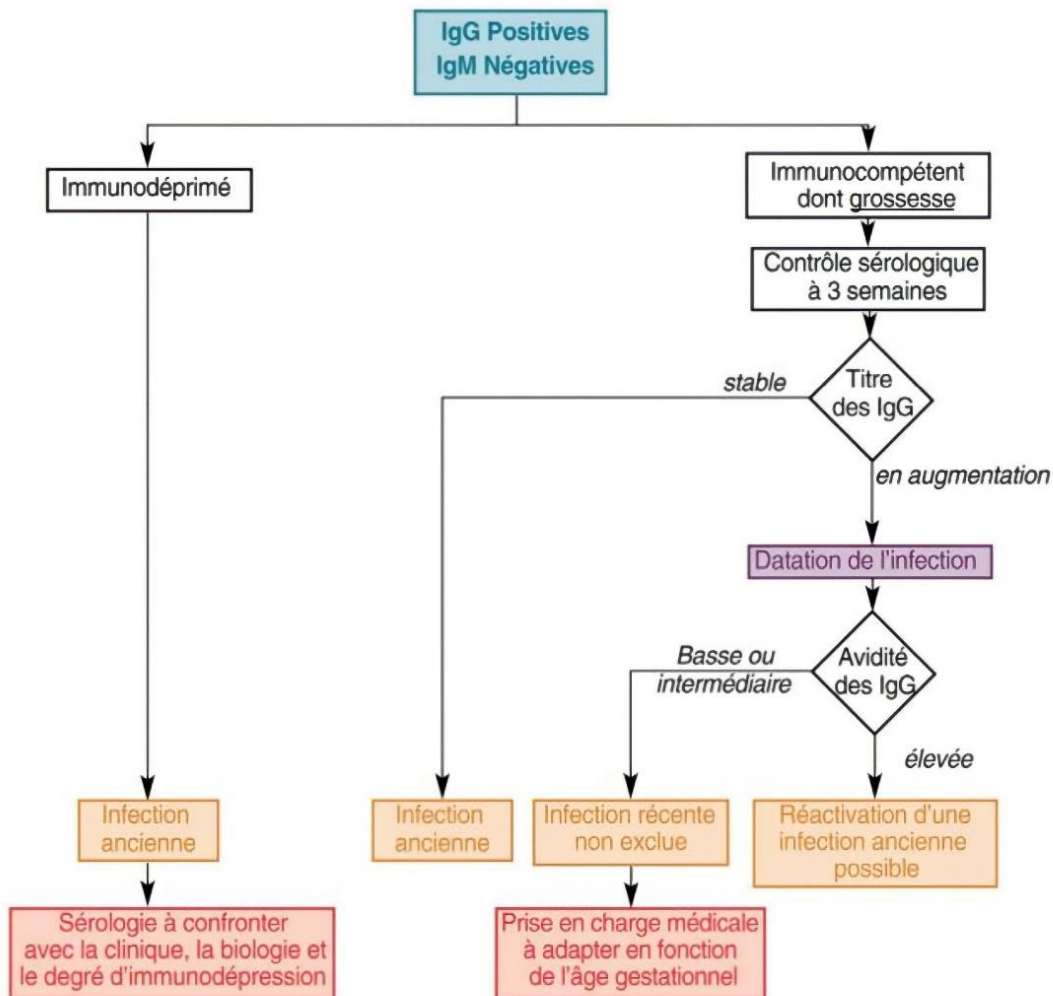 IgG Positives
IgM Négatives
Immunodéprimé
Immunocompétent
dont grossesse
Contrôle sérologique
à 3 semaines
stable
Titre
des IgG
en augmentation
Datation de l'infection
Basse ou
intermédiaire
Avidité
des IgG
élevée
Infection
ancienne
Infection
ancienne
Infection récente
non exclue
Réactivation d'une
infection ancienne
possible
Sérologie à confronter
avec la clinique, la biologie et
le degré d'immunodépression
Prise en charge médicale
à adapter en fonction
de l'âge gestationnel